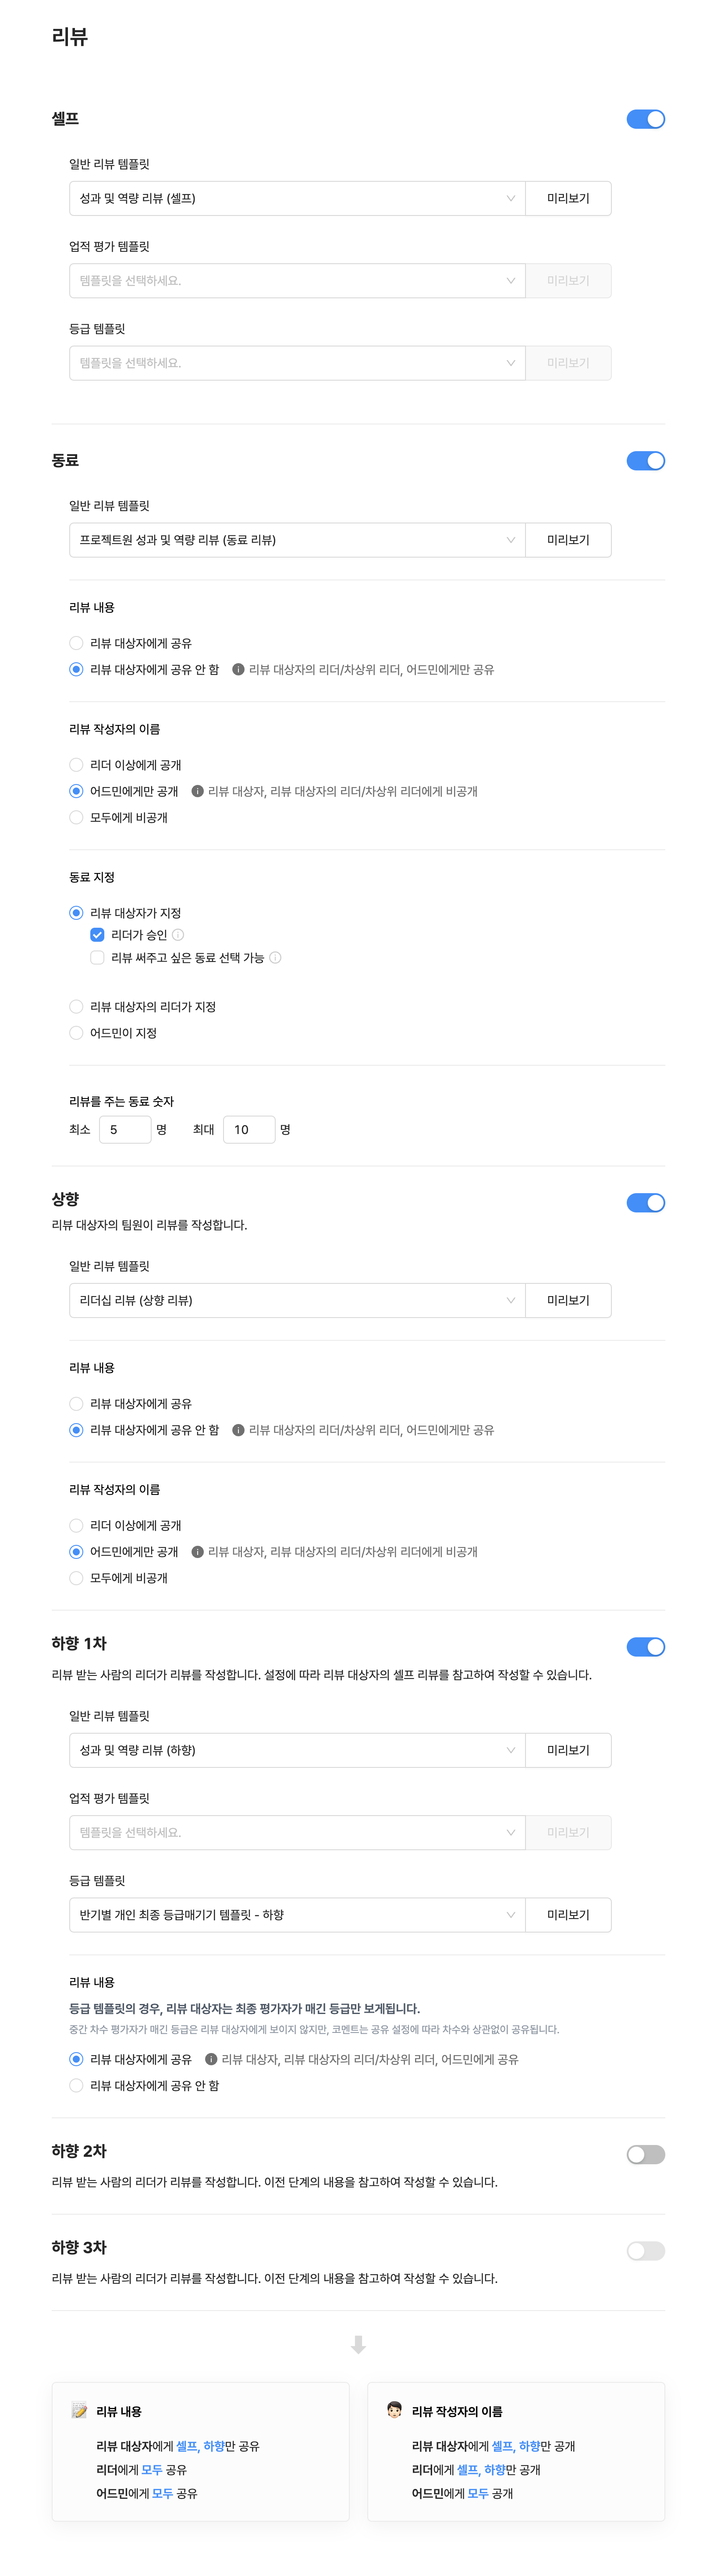 리뷰
셀프
일반 리뷰 템플릿
성과 및 역량 리뷰 (셀프) 미리보기
업적 평가 템플릿
템플릿을 선택하세요. 미리보기
등급 템플릿
템플릿을 선택하세요. 미리보기
동료
일반 리뷰 템플릿
프로젝트원 성과 및 역량 리뷰 (동료 리뷰) 미리보기
리뷰 내용
리뷰 대상자에게 공유
리뷰 대상자에게 공유 안 함 리뷰 대상자의 리더/차상위 리더, 어드민에게만 공유
리뷰 작성자의 이름
리더 이상에게 공개
어드민에게만 공개 리뷰 대상자, 리뷰 대상자의 리더/차상위 리더에게 비공개
모두에게 비공개
동료 지정
리뷰 대상자가 지정
리더가 승인
리뷰 써주고 싶은 동료 선택 가능
리뷰 대상자의 리더가 지정
어드민이 지정
리뷰를 주는 동료 숫자
최소 5 명 최대 10 명
상향
리뷰 대상자의 팀원이 리뷰를 작성합니다.
일반 리뷰 템플릿
리더십 리뷰 (상향 리뷰) 미리보기
리뷰 내용
리뷰 대상자에게 공유
리뷰 대상자에게 공유 안 함 리뷰 대상자의 리더/차상위 리더, 어드민에게만 공유
리뷰 작성자의 이름
리더 이상에게 공개
어드민에게만 공개 리뷰 대상자, 리뷰 대상자의 리더/차상위 리더에게 비공개
모두에게 비공개
하향 1차
리뷰 받는 사람의 리더가 리뷰를 작성합니다. 설정에 따라 리뷰 대상자의 셀프 리뷰를 참고하여 작성할 수 있습니다.
일반 리뷰 템플릿
성과 및 역량 리뷰 (하향) 미리보기
업적 평가 템플릿
템플릿을 선택하세요. 미리보기
등급 템플릿
반기별 개인 최종 등급매기기 템플릿 - 하향 미리보기
리뷰 내용
등급 템플릿의 경우, 리뷰 대상자는 최종 평가자가 매긴 등급만 보게됩니다.
중간 차수 평가자가 매긴 등급은 리뷰 대상자에게 보이지 않지만, 코멘트는 공유 설정에 따라 차수와 상관없이 공유됩니다.
리뷰 대상자에게 공유 리뷰 대상자, 리뷰 대상자의 리더/차상위 리더, 어드민에게 공유
리뷰 대상자에게 공유 안 함
하향 2차
리뷰 받는 사람의 리더가 리뷰를 작성합니다. 이전 단계의 내용을 참고하여 작성할 수 있습니다.
하향 3차
리뷰 받는 사람의 리더가 리뷰를 작성합니다. 이전 단계의 내용을 참고하여 작성할 수 있습니다.
리뷰 내용
리뷰 대상자에게 셀프, 하향만 공유
리더에게 모두 공유
어드민에게 모두 공유
리뷰 작성자의 이름
리뷰 대상자에게 셀프, 하향만 공개
리더에게 셀프, 하향만 공개
어드민에게 모두 공개